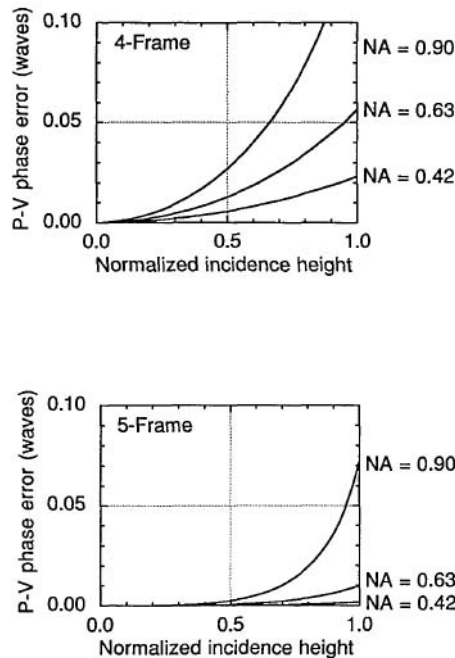 0.10
4-Frame
NA = 0.90
P-V phase error (waves)
0.05
NA = 0.63
NA = 0.42
0.00
0.0 0.5 1.0
Normalized incidence height
0.10
5-Frame
P-V phase error (waves)
NA = 0.90
0.05
NA = 0.63
NA = 0.42
0.00
0.0 0.5 1.0
Normalized incidence height